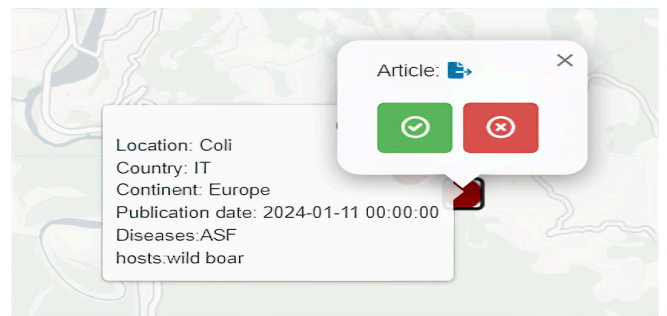 Article:
Location: Coli
Country: IT
Continent: Europe
Publication date: 2024-01-11 00:00:00
Diseases:ASF
hosts:wild boar